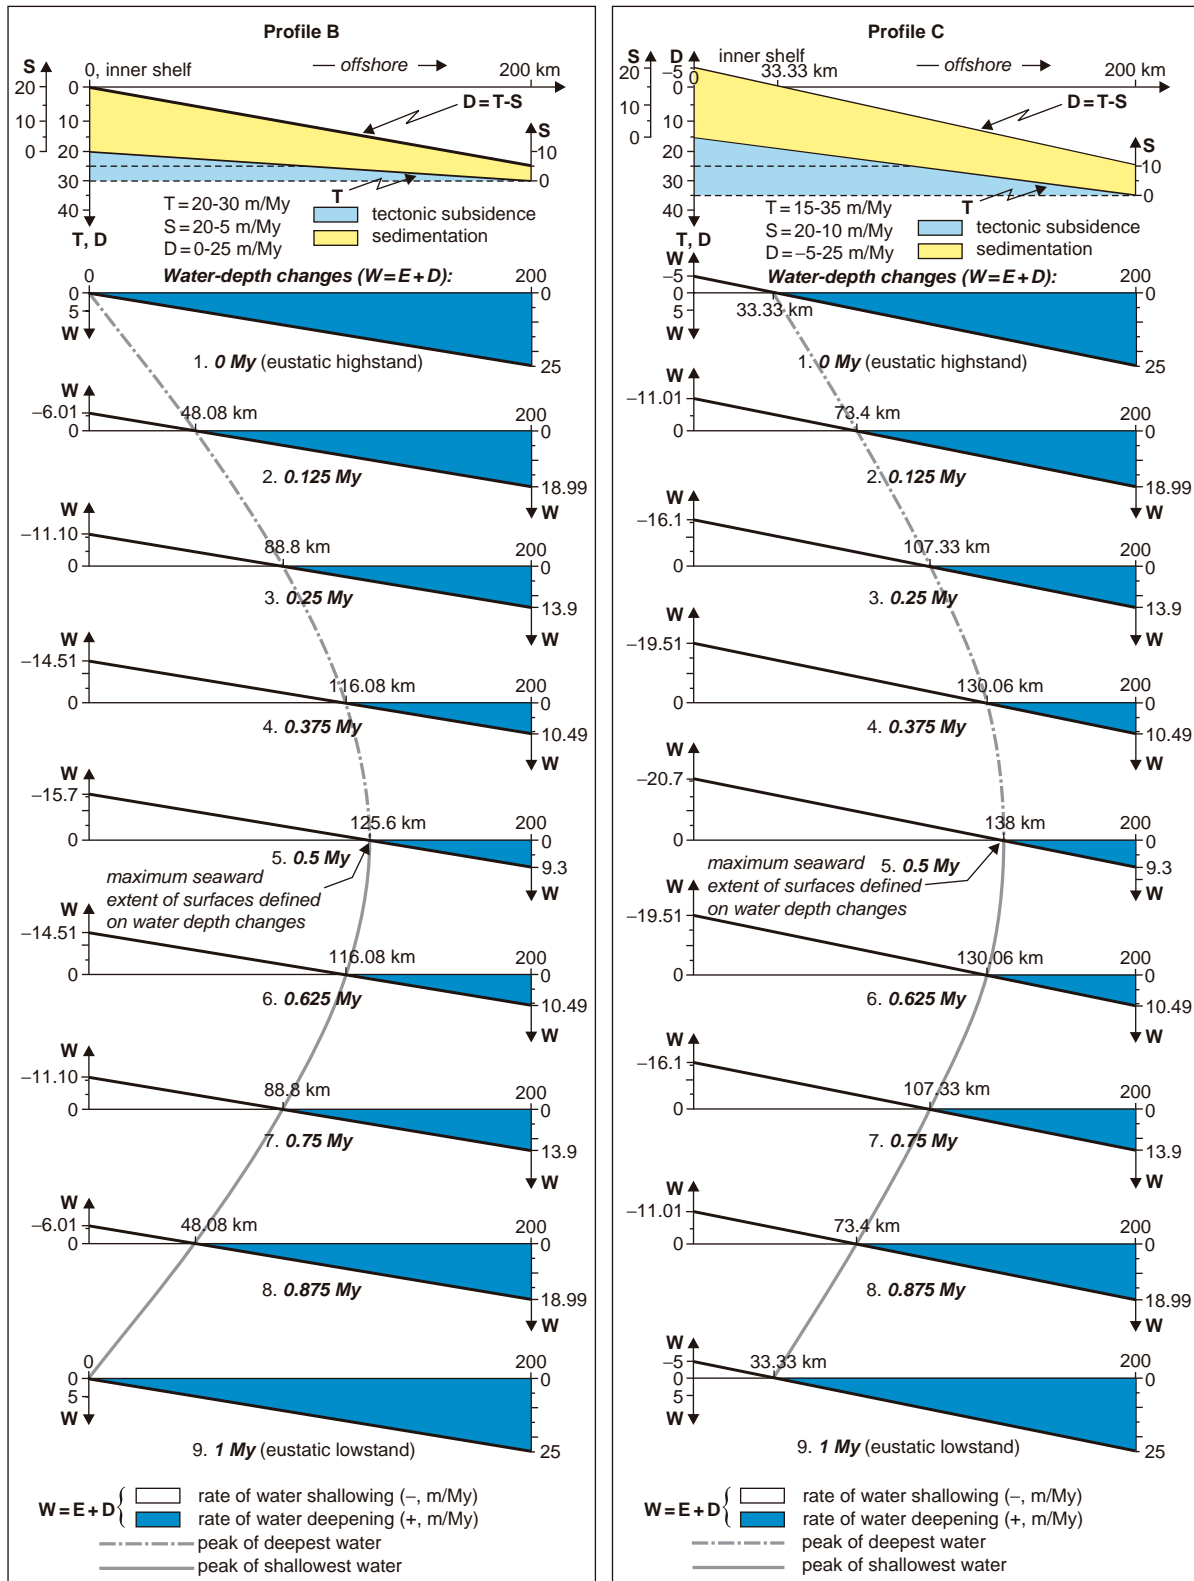 Profile B
S
0, inner shelf
offshore
200 km
20
0
10
10
0
20
30
40
T, D
D = T-S
S
10
0
T
T = 20-30 m/My
S = 20-5 m/My
D = 0-25 m/My
tectonic subsidence
sedimentation
Water-depth changes (W = E + D):
0
200
0
5
W
0
25
1. 0 My (eustatic highstand)
W
−6.01
0
48.08 km
200
0
18.99
W
2. 0.125 My
W
−11.10
0
88.8 km
200
0
13.9
W
3. 0.25 My
W
−14.51
0
116.08 km
200
0
10.49
W
4. 0.375 My
W
−15.7
0
125.6 km
200
0
9.3
W
5. 0.5 My
maximum seaward
extent of surfaces defined
on water depth changes
W
−14.51
0
116.08 km
200
0
10.49
W
6. 0.625 My
W
−11.10
0
88.8 km
200
0
13.9
W
7. 0.75 My
W
−6.01
0
48.08 km
200
0
18.99
W
8. 0.875 My
0
200
0
5
W
0
25
9. 1 My (eustatic lowstand)
W = E + D
rate of water shallowing (−, m/My)
rate of water deepening (+, m/My)
peak of deepest water
peak of shallowest water
Profile C
S
D
inner shelf
offshore
33.33 km
200 km
20
−5
0
0
10
10
0
20
30
40
T, D
D = T-S
S
10
0
T
T = 15-35 m/My
S = 20-10 m/My
D = −5-25 m/My
tectonic subsidence
sedimentation
W
Water-depth changes (W = E + D):
−5
0
5
W
33.33 km
200
0
25
1. 0 My (eustatic highstand)
W
−11.01
0
73.4 km
200
0
18.99
W
2. 0.125 My
W
−16.1
0
107.33 km
200
0
13.9
W
3. 0.25 My
W
−19.51
0
130.06 km
200
0
10.49
W
4. 0.375 My
W
−20.7
0
138 km
200
0
9.3
W
5. 0.5 My
maximum seaward
extent of surfaces defined
on water depth changes
W
−19.51
0
130.06 km
200
0
10.49
W
6. 0.625 My
W
−16.1
0
107.33 km
200
0
13.9
W
7. 0.75 My
W
−11.01
0
73.4 km
200
0
18.99
W
8. 0.875 My
W
−5
0
5
W
33.33 km
200
0
25
9. 1 My (eustatic lowstand)
W = E + D
rate of water shallowing (−, m/My)
rate of water deepening (+, m/My)
peak of deepest water
peak of shallowest water